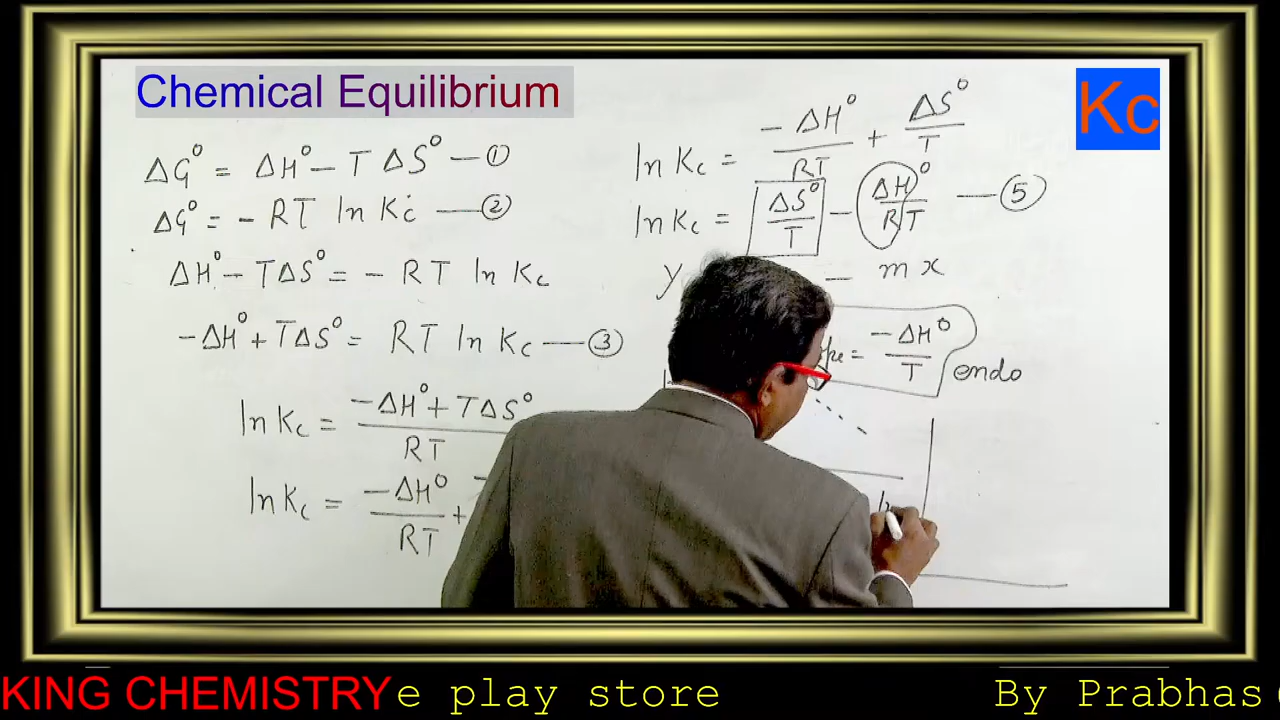 Chemical Equilibrium
Kc
ΔG° = ΔH° – TΔS° — ①
ΔG° = – RT ln Kc — ②
ΔH° – TΔS° = – RT ln Kc
– ΔH° + TΔS° = RT ln Kc — ③
ln Kc = (–ΔH° + TΔS°) / RT
ln Kc = –ΔH° / RT +
ln Kc = –ΔH° / RT + ΔS° / T
ln Kc = ΔS° / T – ΔH° / RT — ⑤
y – mx
= –ΔH° / T
endo
KING CHEMISTRY e play store By Prabhas